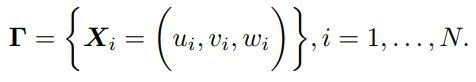 Γ = { X_i = ( u_i, v_i, w_i ) }, i = 1, . . . , N.